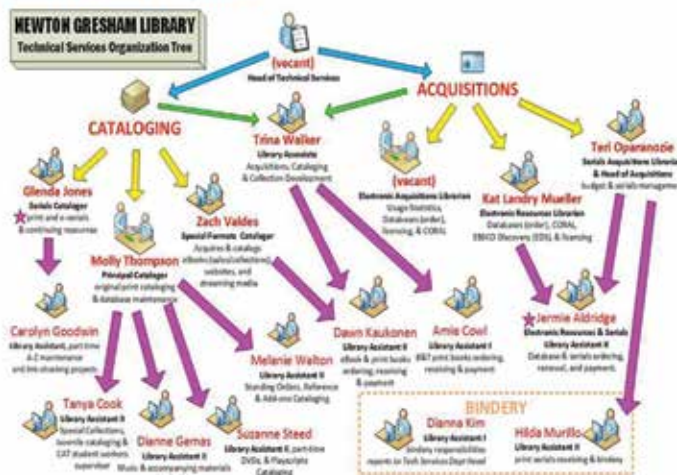 NEWTON GRESHAM LIBRARY
Technical Services Organization Tree
(vacant)
Head of Technical Services
CATALOGING
ACQUISITIONS
Trina Walker
Library Associate
Acquisitions, Cataloging
& Collection Development
Glenda Jones
Serials Cataloger
print and e-serials
& continuing resources
Molly Thompson
Principal Cataloger
original print cataloging
& database maintenance
Zach Valdes
Special Formats Cataloger
Acquires & catalogs
websites, and
streaming media
(vacant)
Electronic Acquisitions Librarian
Usage Statistics,
Databases (order),
licensing, & CORAL
Kat Landry Mueller
Electronic Resources Librarian
Databases (order), CORAL,
EBSCO Discovery (EDS), & licensing
Teri Oparanozie
Serials Acquisitions Libraria
& Head of Acquisitions
budget & serials manageme
Carolyn Goodwin
Library Assistant, part-time
A-C maintenance
and link-checking projects
Melanie Walton
Library Assistant II
Standing Orders, Reference
& Add-ons Cataloging
Dawn Kaukonen
Library Assistant II
eBook & print books
ordering, receiving
& payment
Amie Cowl
Library Assistant I
print books ordering,
receiving & payment
Jermie Aldridge
Electronic Resources & Serials
Library Assistant II
Database & serials ordering,
renewal, and payment.
Tanya Cook
Library Assistant II
Special Collections,
Juvenile cataloging &
CAT student workers
supervisor
Dianne Gemas
Library Assistant II
Music & accompanying materials
Suzanne Steed
Library Assistant II, part-time
DVDs, & Playscripts
Cataloging
BINDERY
Dianna Kim
Library Assistant I
bindery responsibilities
reports to Tech Services Dept Head
Hilda Murillo
Library Assistant II
print serials receiving & bindery